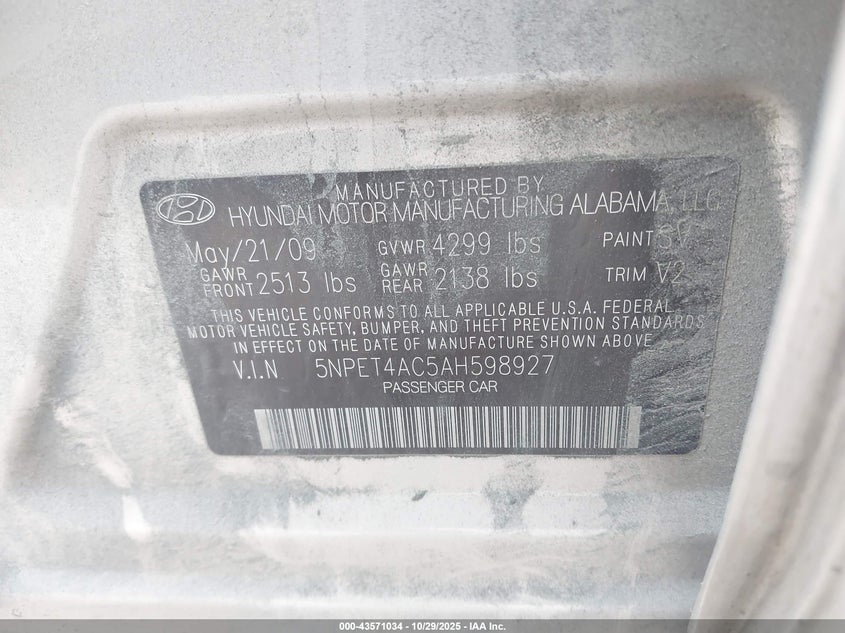 MANUFACTURED BY
HYUNDAI MOTOR MANUFACTURING ALABAMA, LLC
May/21/09 GVWR 4299 lbs PAINT SV
GAWR FRONT 2513 lbs GAWR REAR 2138 lbs TRIM V2
THIS VEHICLE CONFORMS TO ALL APPLICABLE U.S.A. FEDERAL
MOTOR VEHICLE SAFETY, BUMPER, AND THEFT PREVENTION STANDARDS
IN EFFECT ON THE DATE OF MANUFACTURE SHOWN ABOVE
V.I.N 5NPET4AC5AH598927
PASSENGER CAR
000-43571034 - 10/29/2025 - IAA Inc.